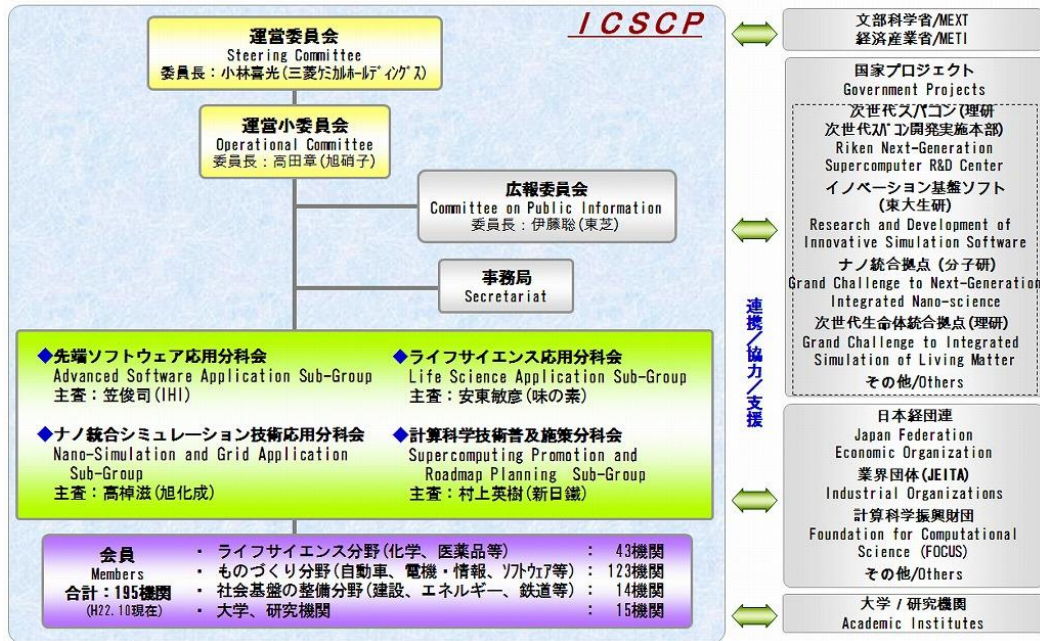 ICSCP
運営委員会
Steering Committee
委員長：小林喜光(三菱ケミカルホールディングス)
運営小委員会
Operational Committee
委員長：高田章(旭硝子)
広報委員会
Committee on Public Information
委員長：伊藤聡(東芝)
事務局
Secretariat
◆先端ソフトウェア応用分科会
Advanced Software Application Sub-Group
主査：笠俊司(IHI)
◆ライフサイエンス応用分科会
Life Science Application Sub-Group
主査：安東敏彦(味の素)
◆ナノ統合シミュレーション技術応用分科会
Nano-Simulation and Grid Application
Sub-Group
主査：高棹滋(旭化成)
◆計算科学技術普及施策分科会
Supercomputing Promotion and
Roadmap Planning Sub-Group
主査：村上英樹(新日鐵)
会員
Members
合計：195機関
(H22.10現在)
・ ライフサイエンス分野(化学、医薬品等) ： 43機関
・ ものづくり分野(自動車、電機・情報、ソフトウェア等) ： 123機関
・ 社会基盤の整備分野(建設、エネルギー、鉄道等) ： 14機関
・ 大学、研究機関 ： 15機関
連携/協力/支援
文部科学省/MEXT
経済産業省/METI
国家プロジェクト
Government Projects
次世代スパコン(理研
次世代スパコン開発実施本部)
Riken Next-Generation
Supercomputer R&D Center
イノベーション基盤ソフト
(東大生研)
Research and Development of
Innovative Simulation Software
ナノ統合拠点 (分子研)
Grand Challenge to Next-Generation
Integrated Nano-science
次世代生命体統合拠点(理研)
Grand Challenge to Integrated
Simulation of Living Matter
その他/Others
日本経団連
Japan Federation
Economic Organization
業界団体(JEITA)
Industrial Organizations
計算科学振興財団
Foundation for Computational
Science (FOCUS)
その他/Others
大学 / 研究機関
Academic Institutes